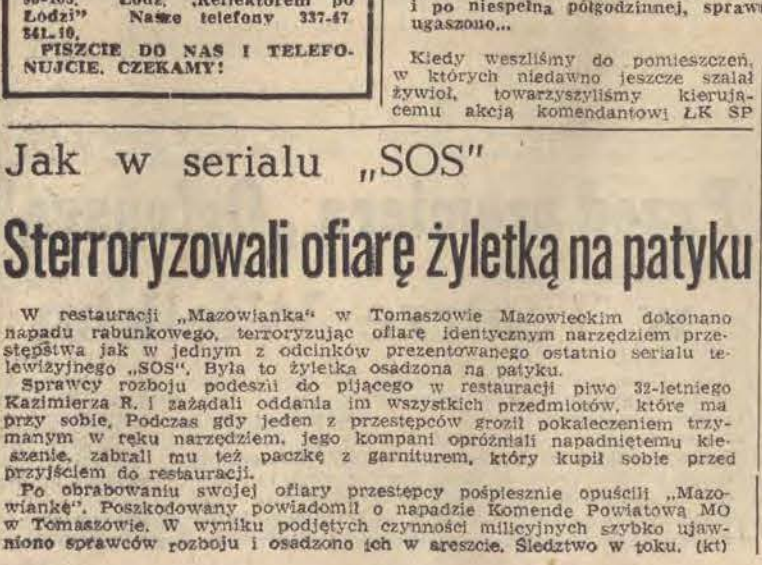 Łodzi" Nasze telefony 337-47
841-10.
PISZCIE DO NAS I TELEFO-
NUJCIE. CZEKAMY!
i po niespełna półgodzinnej, spraw
ugaszono...
Kiedy weszliśmy do pomieszczeń,
w których niedawno jeszcze szalał
żywioł, towarzyszyliśmy kierują-
cemu akcją komendantowi ŁK SP
Jak w serialu „SOS"
Sterroryzowali ofiarę żyletką na patyku
W restauracji „Mazowianka" w Tomaszowie Mazowieckim dokonano
napadu rabunkowego, terroryzując ofiarę identycznym narzędziem prze-
stępstwa jak w jednym z odcinków prezentowanego ostatnio serialu te-
lewizyjnego „SOS". Była to żyletka osadzona na patyku.
Sprawcy rozboju podeszli do pijącego w restauracji piwo 32-letniego
Kazimierza R. i zażądali oddania im wszystkich przedmiotów, które ma
przy sobie. Podczas gdy jeden z przestępców groził pokaleczeniem trzy-
manym w ręku narzędziem, jego kompani opróżniali napadniętemu kie-
szenie, zabrali mu też paczkę z garniturem, który kupił sobie przed
przyjściem do restauracji.
Po obrabowaniu swojej ofiary przestępcy pośpiesznie opuścili „Mazo-
wiankę". Poszkodowany powiadomił o napadzie Komendę Powiatową MO
w Tomaszowie. W wyniku podjętych czynności milicyjnych szybko ujaw-
niono sprawców rozboju i osadzono ich w areszcie. Śledztwo w toku. (kt)